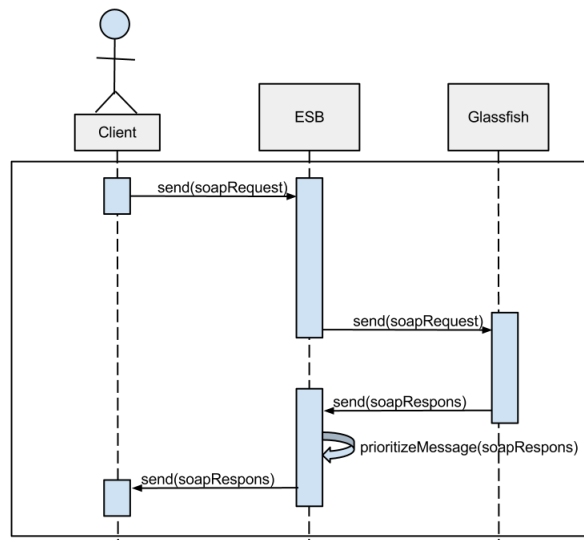 Client
ESB
Glassfish
send(soapRequest)
send(soapRequest)
send(soapRespons)
prioritizeMessage(soapRespons)
send(soapRespons)